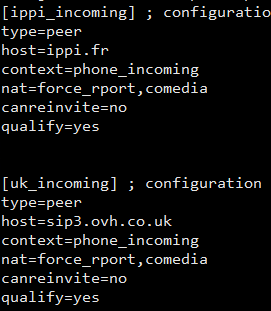 [ippi_incoming] ; configuratio
type=peer
host=ippi.fr
context=phone_incoming
nat=force_rport,comedia
canreinvite=no
qualify=yes
[uk_incoming] ; configuration
type=peer
host=sip3.ovh.co.uk
context=phone_incoming
nat=force_rport,comedia
canreinvite=no
qualify=yes